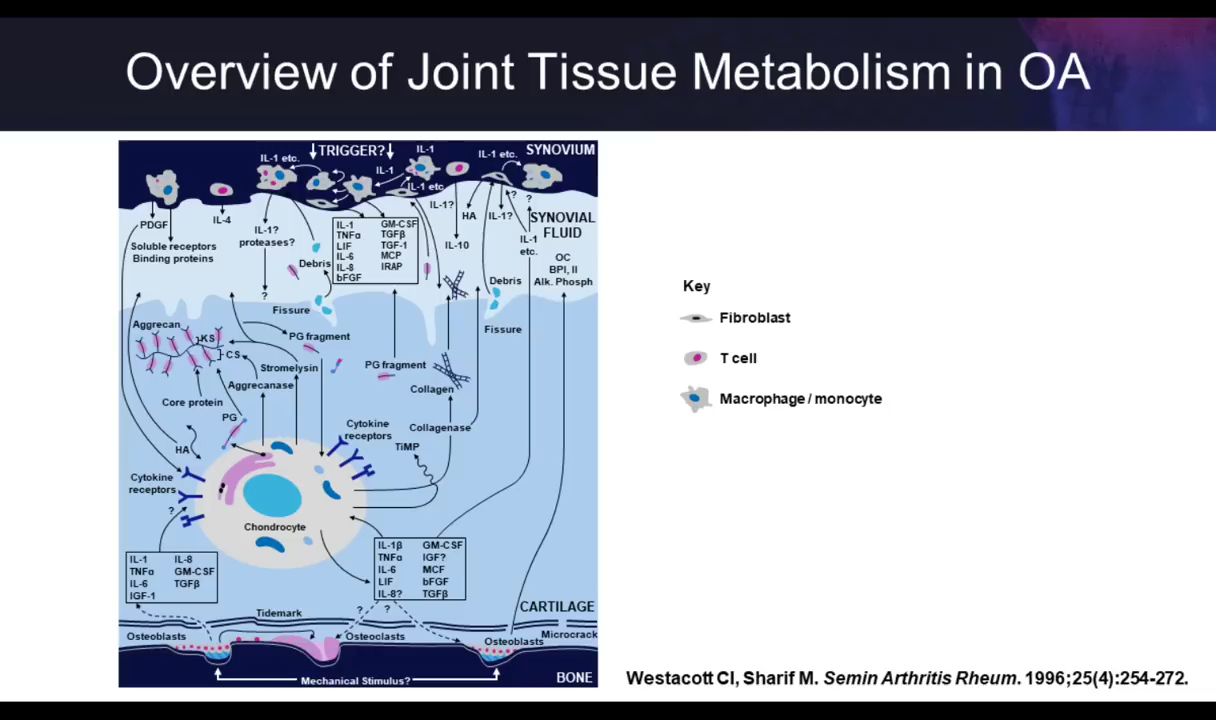 Overview of Joint Tissue Metabolism in OA
TRIGGER?
SYNOVIUM
IL-1 etc.
IL-1
IL-1 etc.
IL-1
IL-1 etc.
PDGF
IL-4
Soluble receptors
Binding proteins
IL-1?
proteases?
?
IL-1 GM-CSF
TNFα TGFβ
LIF TGF-1
IL-6 MCP
IL-8 IRAP
bFGF
IL-1?
IL-10
HA
IL-1?
?
?
IL-1
etc.
SYNOVIAL
FLUID
OC
BPI, II
Alk. Phosph
Debris
Fissure
Debris
Fissure
Aggrecan
KS
CS
PG fragment
Stromelysin
Aggrecanase
PG fragment
Collagen
Core protein
PG
HA
Cytokine
receptors
TiMP
Collagenase
Cytokine
receptors
?
Chondrocyte
IL-1 IL-8
TNFα GM-CSF
IL-6 TGFβ
IGF-1
IL-1β GM-CSF
TNFα IGF?
IL-6 MCF
LIF bFGF
IL-8? TGFβ
?
?
CARTILAGE
Tidemark
Microcrack
Osteoblasts
Osteoclasts
Osteoblasts
Mechanical Stimulus?
BONE
Key
Fibroblast
T cell
Macrophage / monocyte
Westacott CI, Sharif M. Semin Arthritis Rheum. 1996;25(4):254-272.